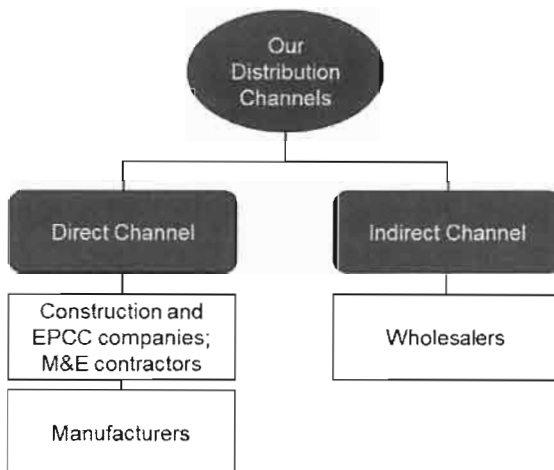 Our
Distribution
Channels
Direct Channel
Indirect Channel
Construction and
EPCC companies;
M&E contractors
Wholesalers
Manufacturers